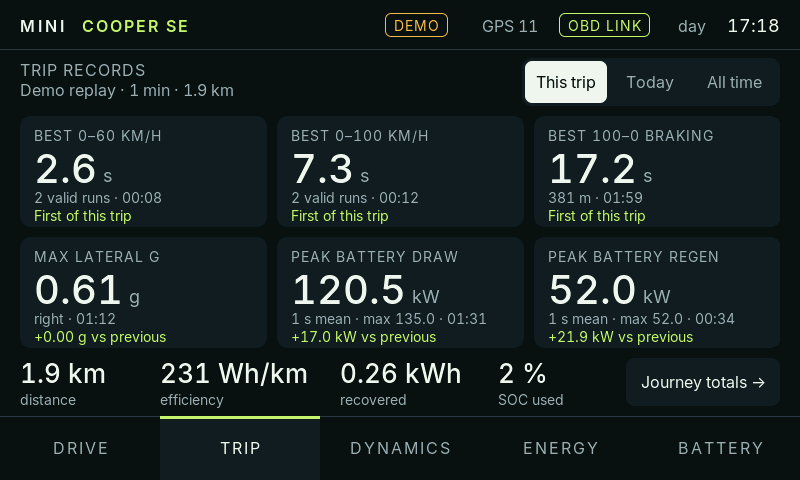 MINI COOPER SE DEMO GPS 11 OBD LINK day 17:18
TRIP RECORDS
Demo replay · 1 min · 1.9 km
This trip Today All time
BEST 0–60 KM/H
2.6 s
2 valid runs · 00:08
First of this trip
BEST 0–100 KM/H
7.3 s
2 valid runs · 00:12
First of this trip
BEST 100–0 BRAKING
17.2 s
381 m · 01:59
First of this trip
MAX LATERAL G
0.61 g
right · 01:12
+0.00 g vs previous
PEAK BATTERY DRAW
120.5 kW
1 s mean · max 135.0 · 01:31
+17.0 kW vs previous
PEAK BATTERY REGEN
52.0 kW
1 s mean · max 52.0 · 00:34
+21.9 kW vs previous
1.9 km
distance
231 Wh/km
efficiency
0.26 kWh
recovered
2 %
SOC used
Journey totals →
DRIVE TRIP DYNAMICS ENERGY BATTERY